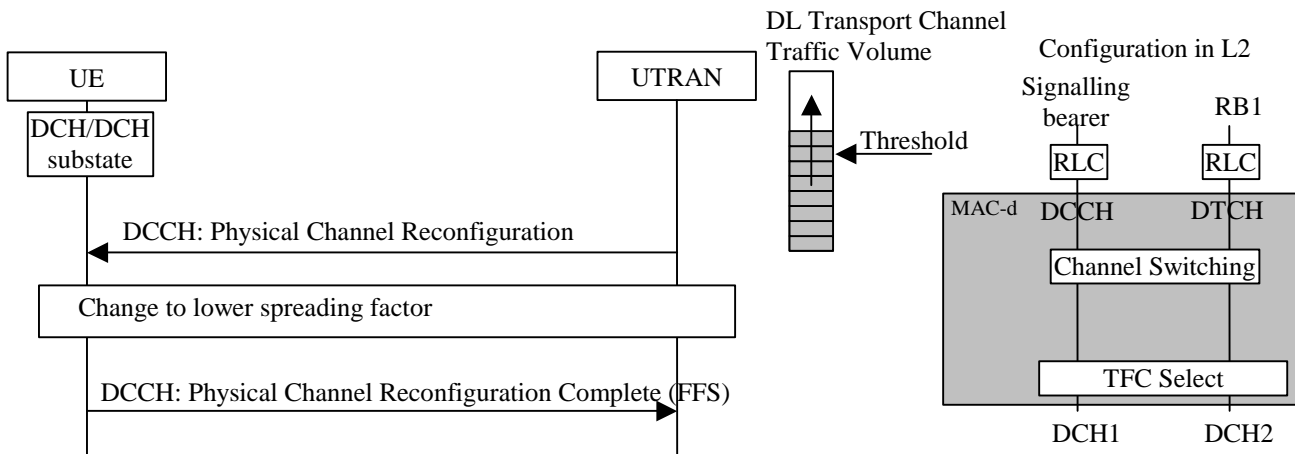 DL Transport Channel
Traffic Volume
Configuration in L2
UE
UTRAN
Signalling
bearer
RB1
DCH/DCH
substate
Threshold
RLC
RLC
MAC-d
DCCH
DTCH
DCCH: Physical Channel Reconfiguration
Channel Switching
Change to lower spreading factor
TFC Select
DCCH: Physical Channel Reconfiguration Complete (FFS)
DCH1
DCH2